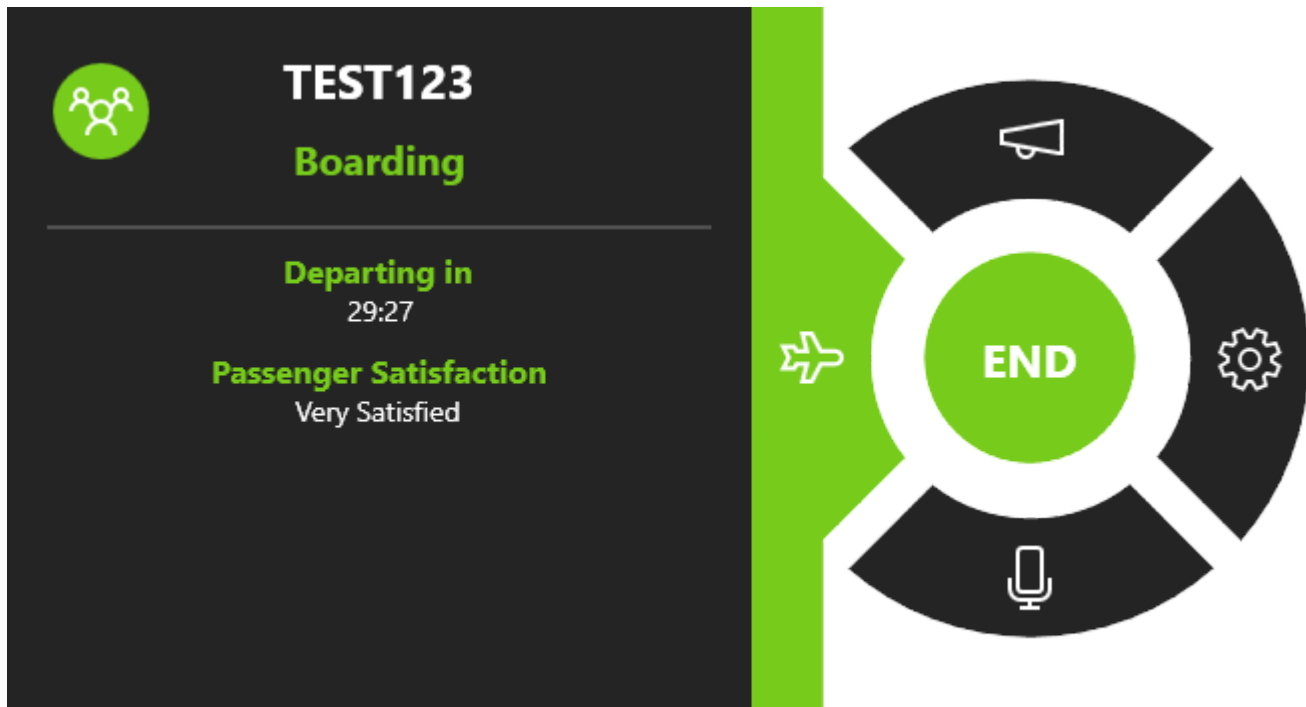 TEST123
Boarding
Departing in
29:27
Passenger Satisfaction
Very Satisfied
END